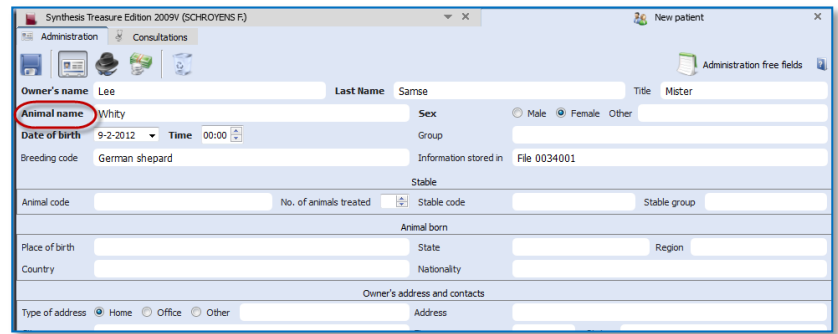 Synthesis Treasure Edition 2009V (SCHROYENS F.) New patient
Administration Consultations
Administration free fields
Owner's name Lee Last Name Samse Title Mister
Animal name Whity Sex Male Female Other
Date of birth 9-2-2012 Time 00:00 Group
Breeding code German shepard Information stored in File 0034001
Stable
Animal code No. of animals treated Stable code Stable group
Animal born
Place of birth State Region
Country Nationality
Owner's address and contacts
Type of address Home Office Other Address